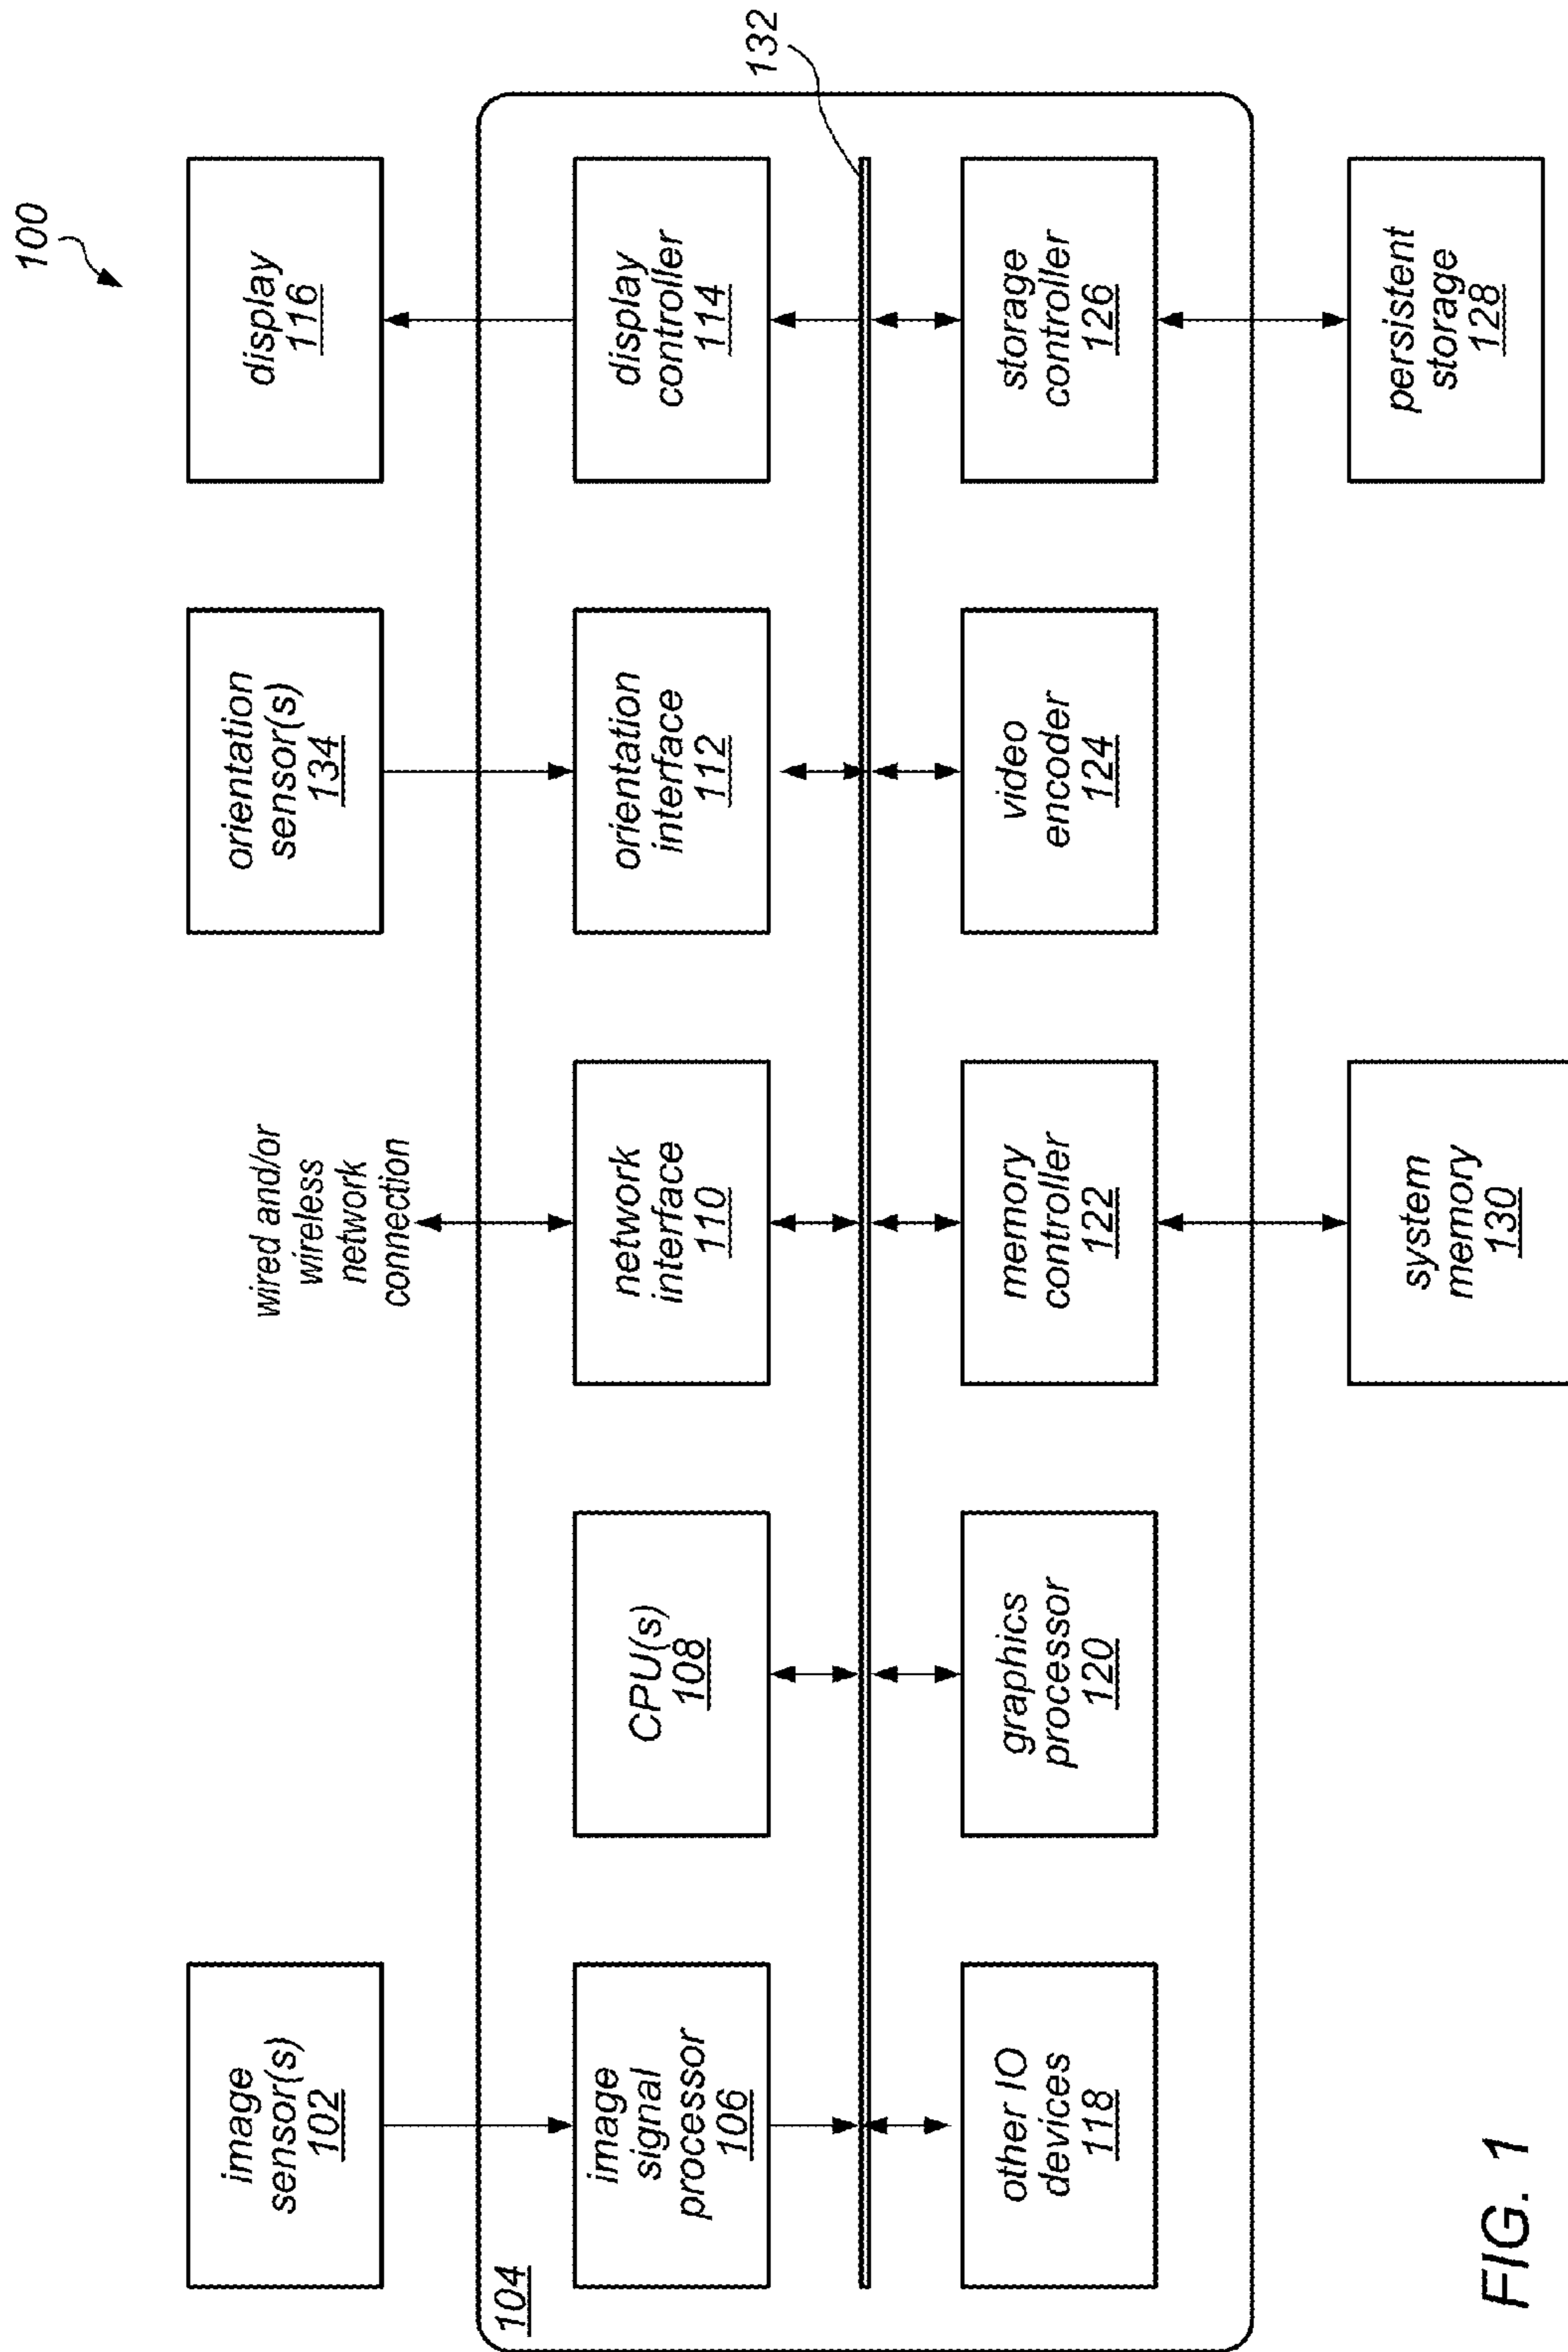 100
image
sensor(s)
102
wired and/or
wireless
network
connection
orientation
sensor(s)
134
display
116
104
image
signal
processor
106
CPU(s)
108
network
interface
110
orientation
interface
112
display
controller
114
132
other IO
devices
118
graphics
processor
120
memory
controller
122
video
encoder
124
storage
controller
126
system
memory
130
persistent
storage
128
FIG. 1